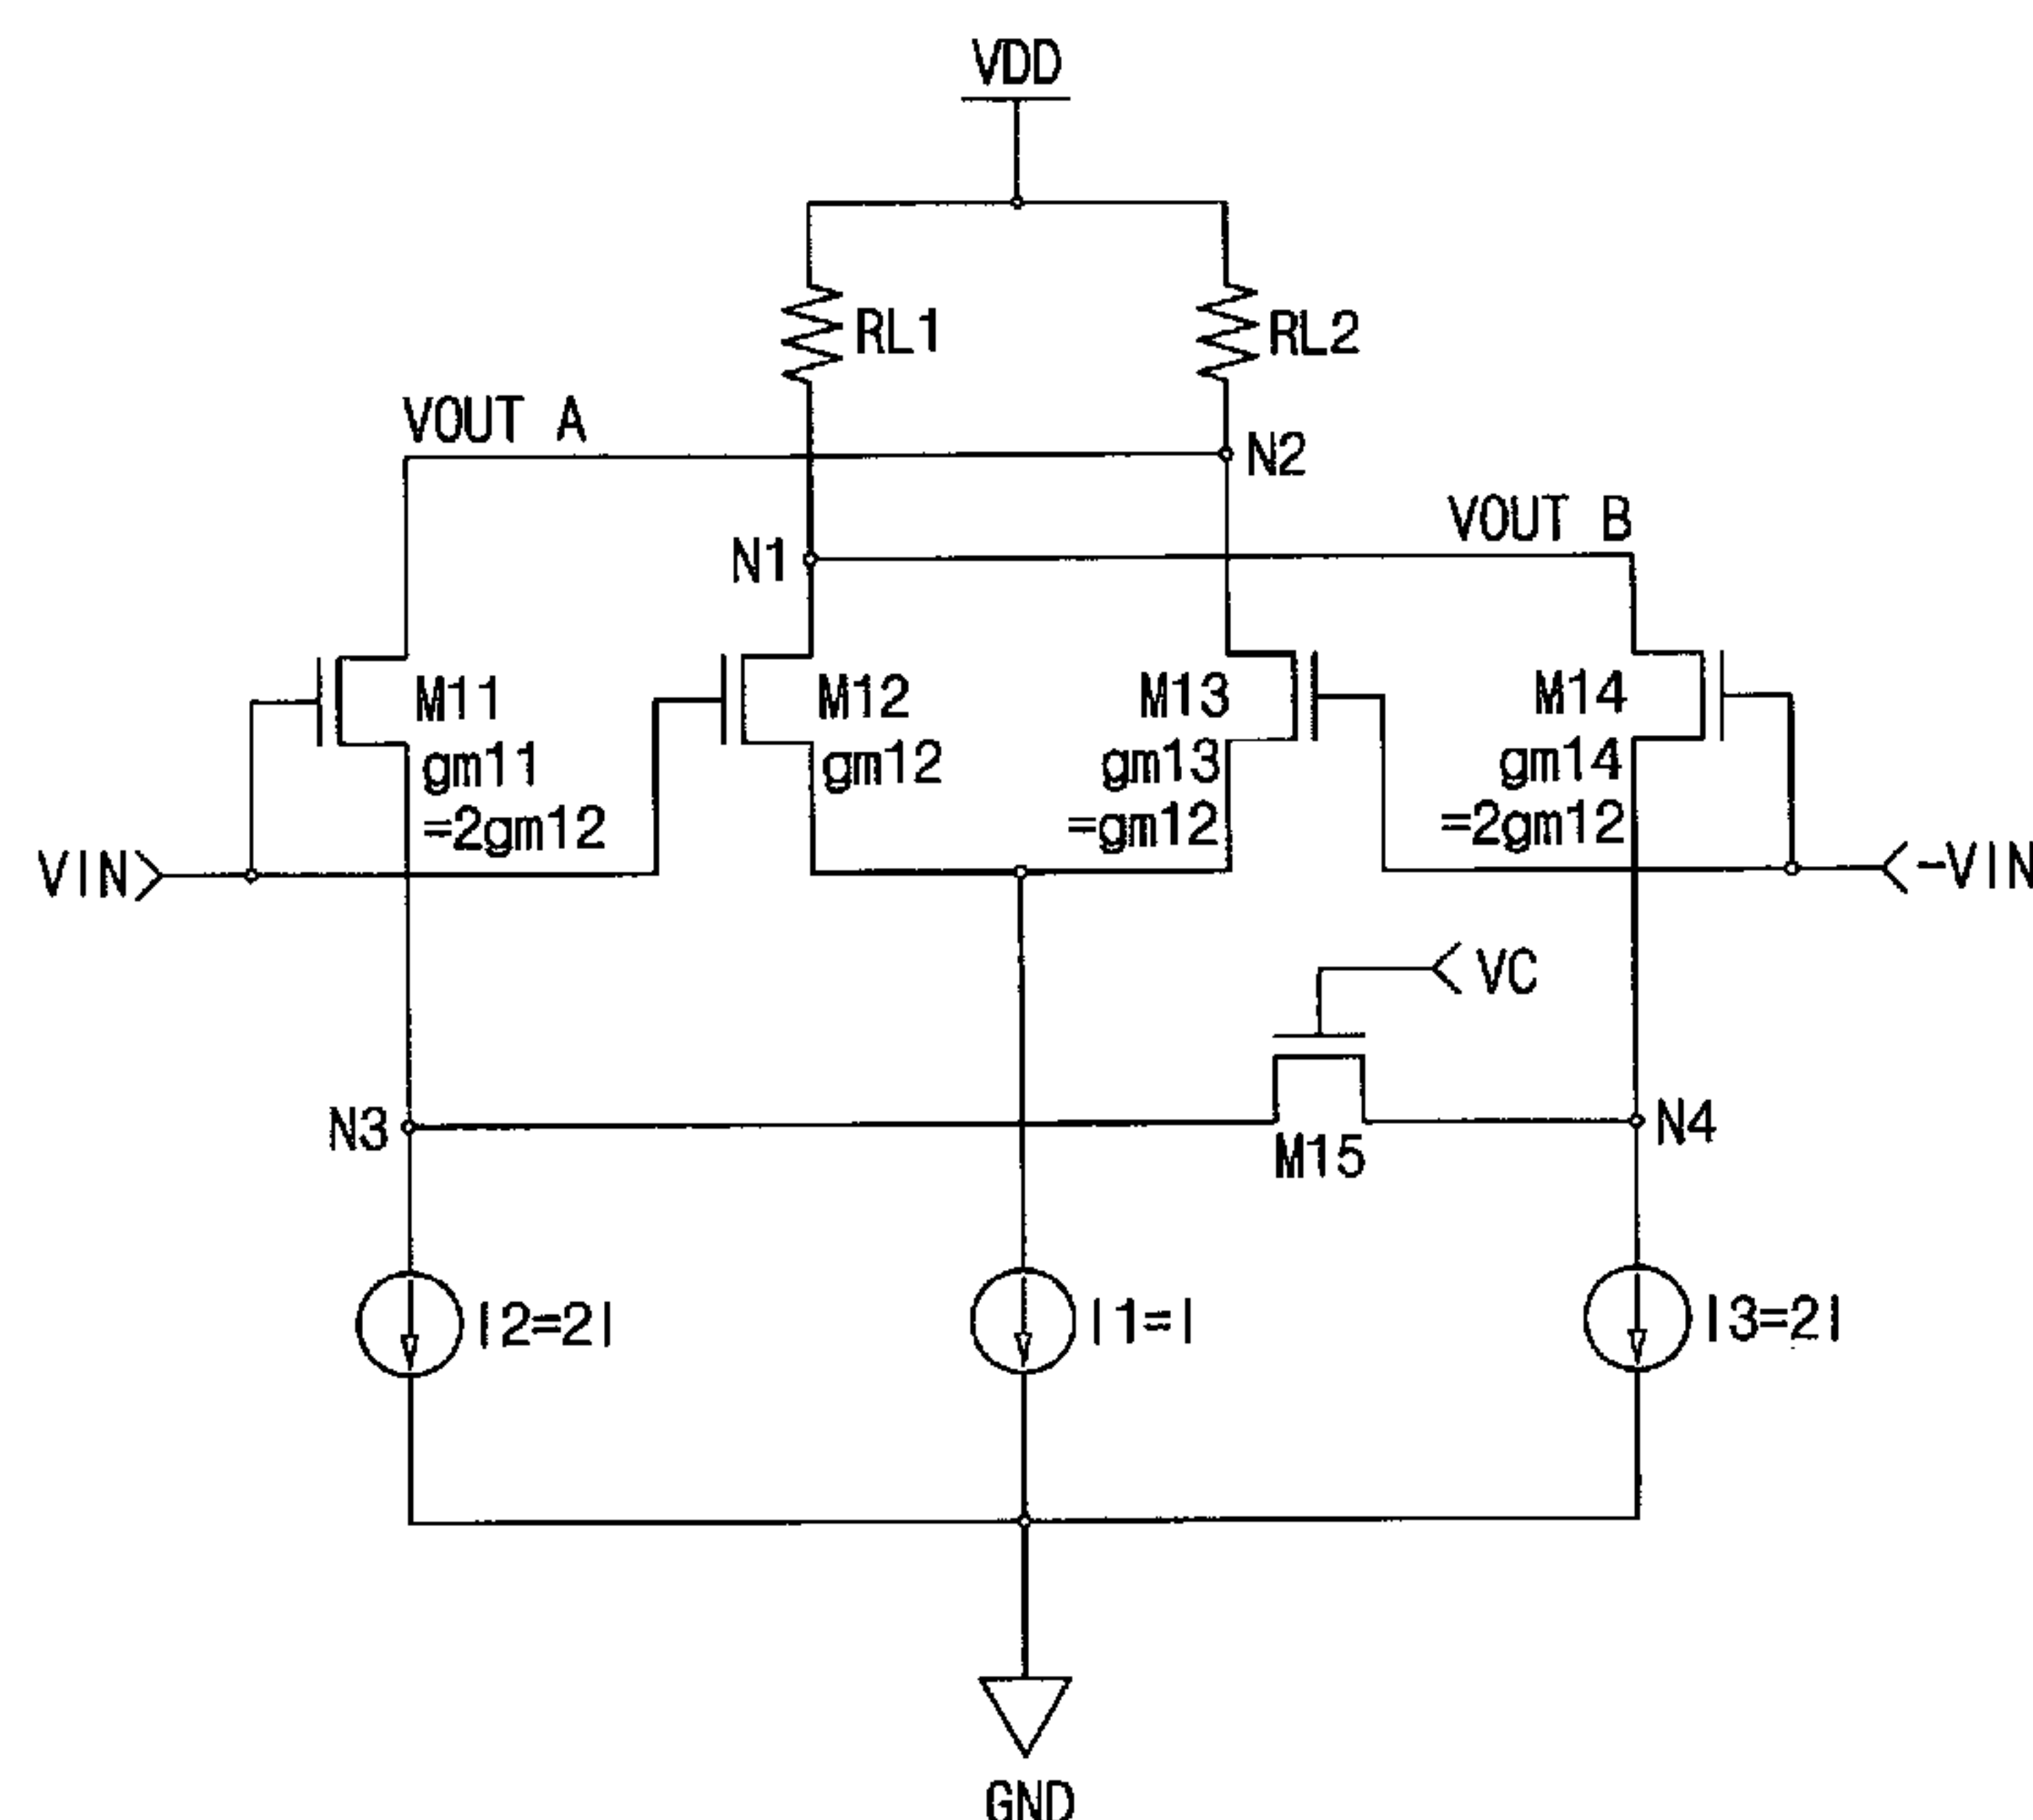 VDD
RL1
RL2
VOUT A
N2
VOUT B
N1
M11
gm11
=2gm12
M12
gm12
M13
gm13
=gm12
M14
gm14
=2gm12
VIN
-VIN
VC
N3
M15
N4
I2=2I
I1=I
I3=2I
GND